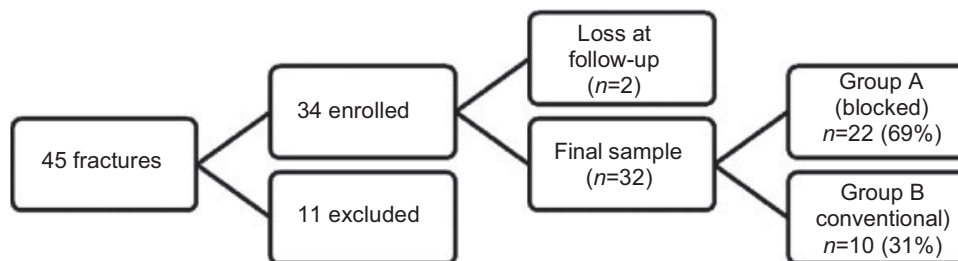 45 fractures
34 enrolled
11 excluded
Loss at
follow-up
(n=2)
Final sample
(n=32)
Group A
(blocked)
n=22 (69%)
Group B
conventional)
n=10 (31%)